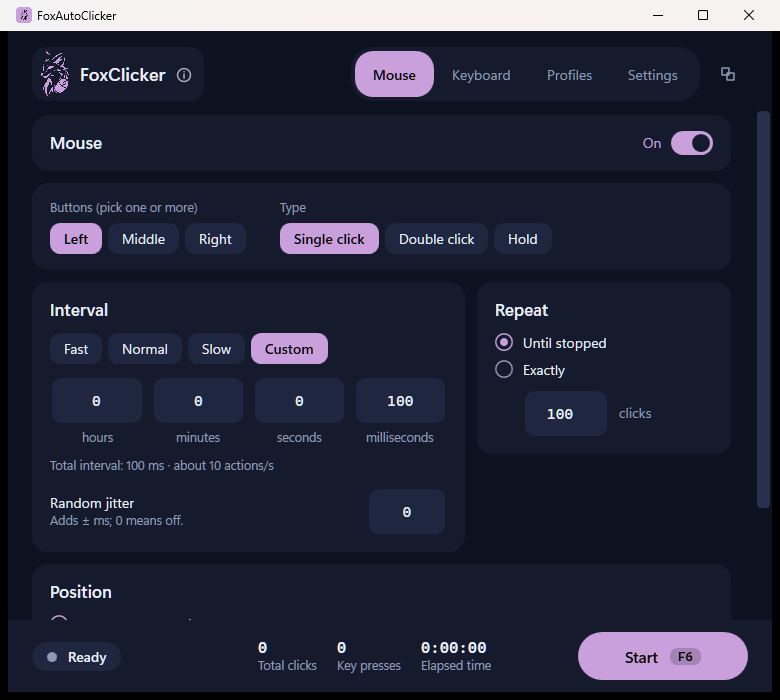 FoxAutoClicker
FoxClicker
Mouse Keyboard Profiles Settings
Mouse
On
Buttons (pick one or more)
Left Middle Right
Type
Single click Double click Hold
Interval
Fast Normal Slow Custom
0 0 0 100
hours minutes seconds milliseconds
Total interval: 100 ms · about 10 actions/s
Random jitter
Adds ± ms; 0 means off.
0
Repeat
Until stopped
Exactly
100 clicks
Position
Ready
0 0 0:00:00
Total clicks Key presses Elapsed time
Start F6